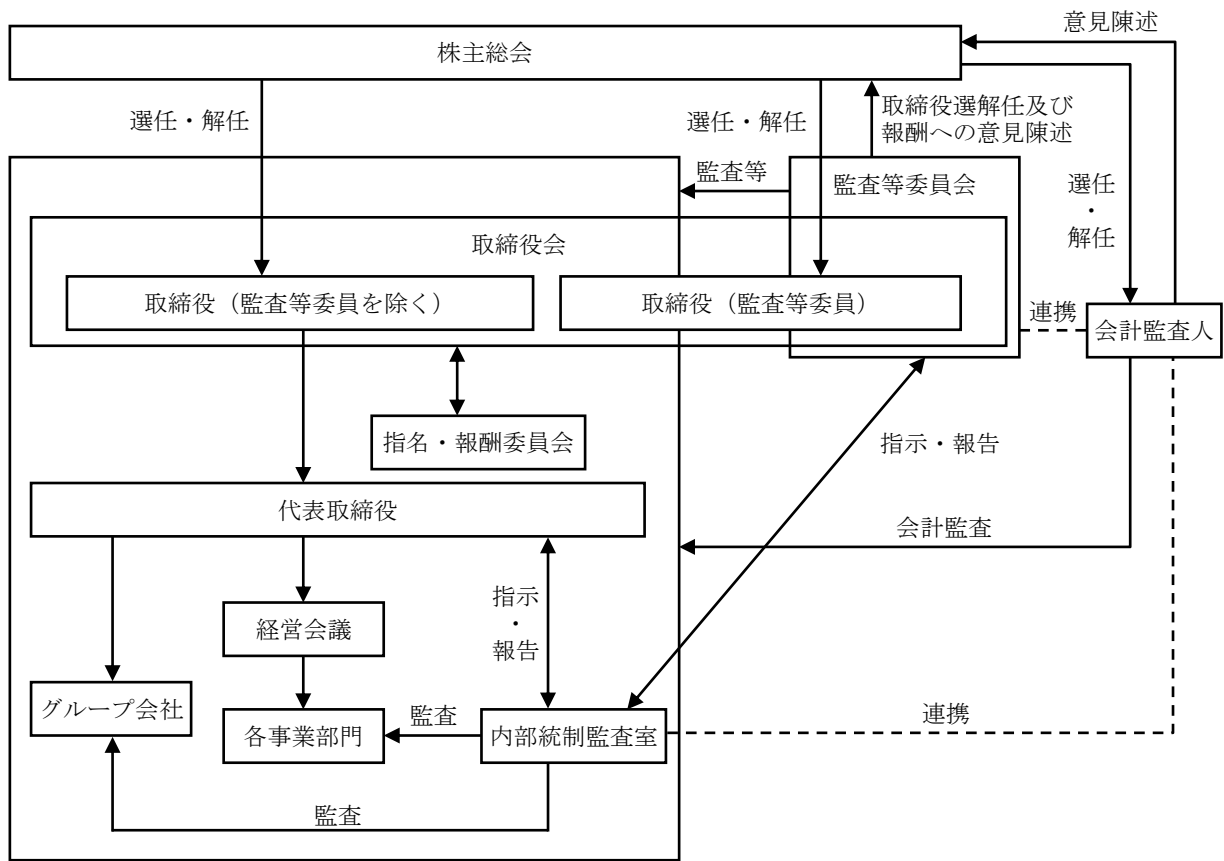 意見陳述
株主総会
選任・解任
選任・解任
取締役選解任及び
報酬への意見陳述
監査等
監査等委員会
選任
・
解任
取締役会
取締役（監査等委員を除く）
取締役（監査等委員）
連携
会計監査人
指名・報酬委員会
指示・報告
代表取締役
会計監査
指示
・
報告
経営会議
グループ会社
各事業部門
監査
内部統制監査室
連携
監査